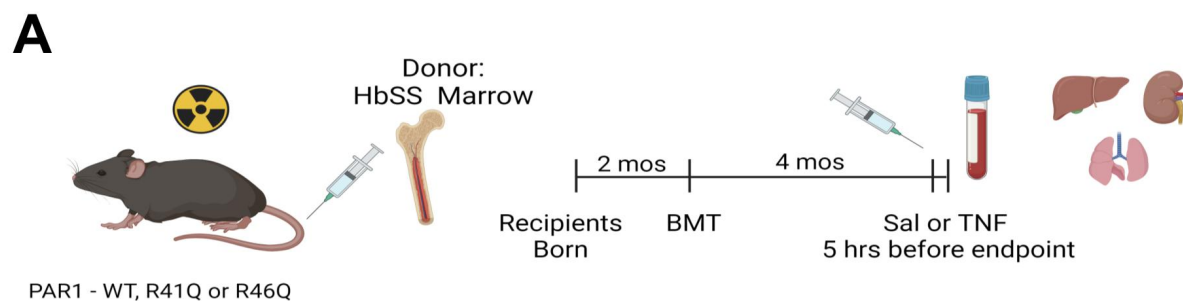 A
Donor:
HbSS Marrow
2 mos
4 mos
Recipients
Born
BMT
Sal or TNF
5 hrs before endpoint
PAR1 - WT, R41Q or R46Q